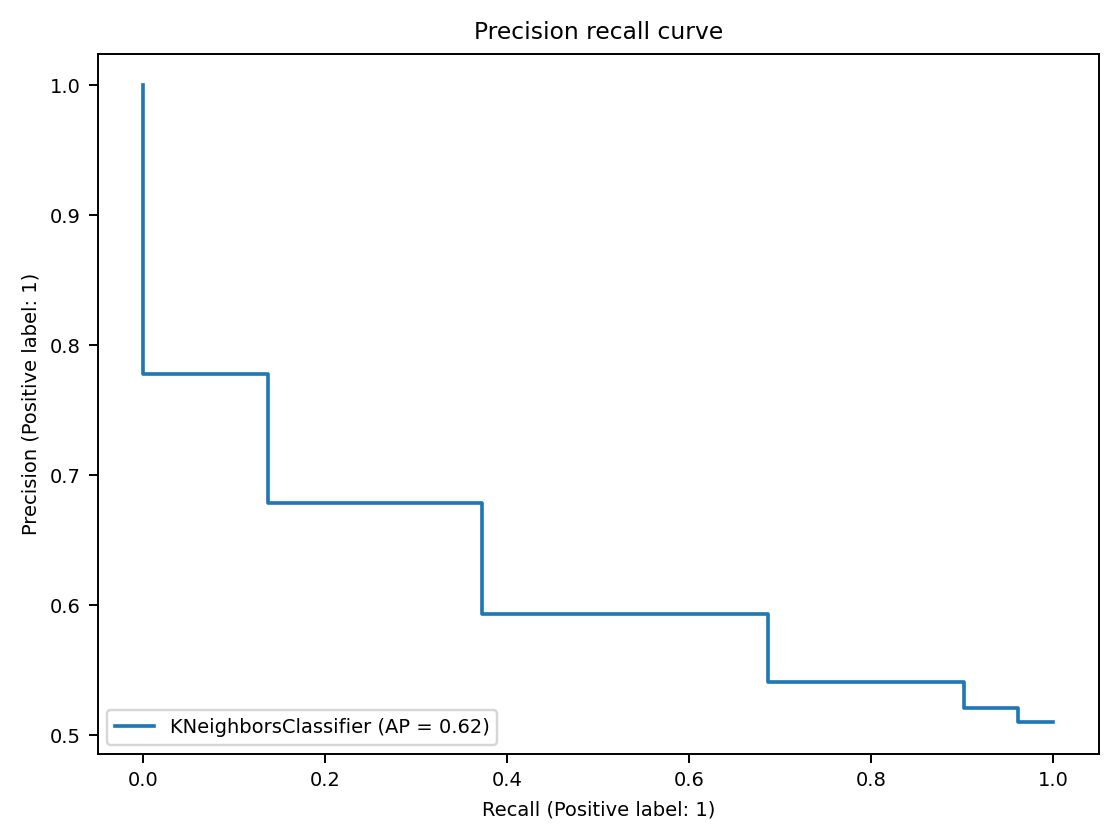 Precision recall curve
1.0
0.9
0.8
0.7
0.6
0.5
Precision (Positive label: 1)
KNeighborsClassifier (AP = 0.62)
0.0 0.2 0.4 0.6 0.8 1.0
Recall (Positive label: 1)